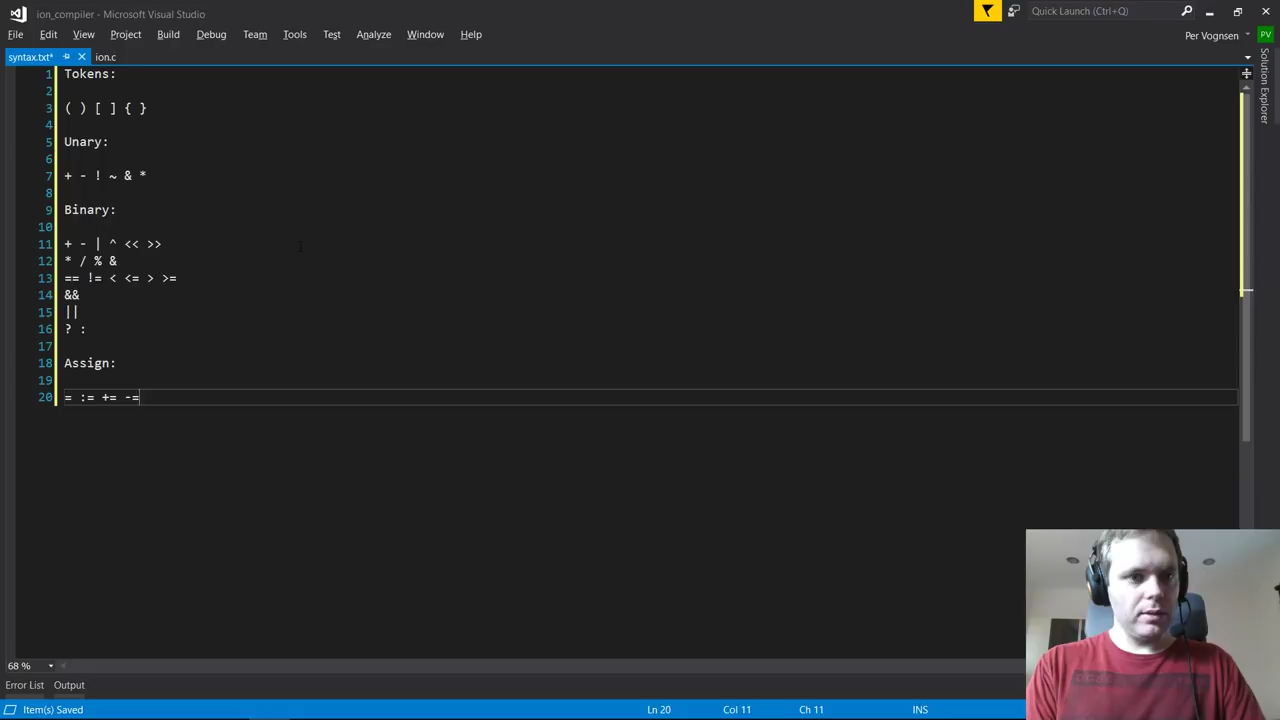 ion_compiler - Microsoft Visual Studio
Quick Launch (Ctrl+Q)
File Edit View Project Build Debug Team Tools Test Analyze Window Help
Per Vognsen PV
syntax.txt* ion.c
Solution Explorer
1 Tokens:
2
3 ( ) [ ] { }
4
5 Unary:
6
7 + - ! ~ & *
8
9 Binary:
10
11 + - | ^ << >>
12 * / % &
13 == != < <= > >=
14 &&
15 ||
16 ? :
17
18 Assign:
19
20 = := += -=
68 %
Error List Output
Item(s) Saved Ln 20 Col 11 Ch 11 INS